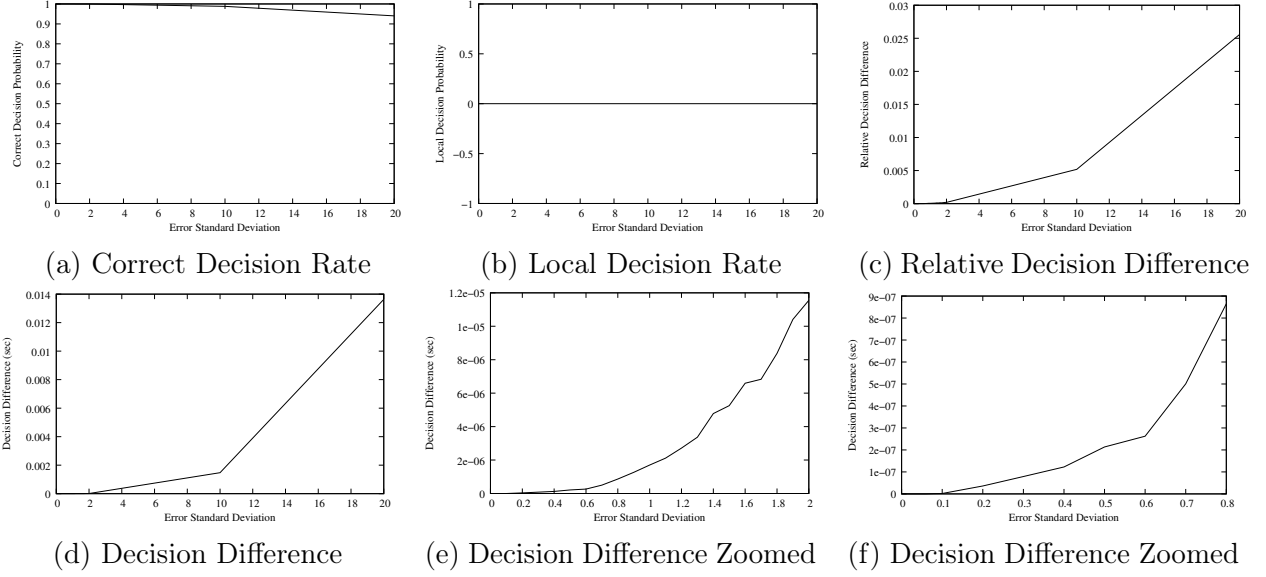 1
0.9
0.8
0.7
0.6
0.5
0.4
0.3
0.2
0.1
0
Correct Decision Probability
0 2 4 6 8 10 12 14 16 18 20
Error Standard Deviation
(a) Correct Decision Rate
1
0.5
0
−0.5
−1
Local Decision Probability
0 2 4 6 8 10 12 14 16 18 20
Error Standard Deviation
(b) Local Decision Rate
0.03
0.025
0.02
0.015
0.01
0.005
0
Relative Decision Difference
0 2 4 6 8 10 12 14 16 18 20
Error Standard Deviation
(c) Relative Decision Difference
0.014
0.012
0.01
0.008
0.006
0.004
0.002
0
Decision Difference (sec)
0 2 4 6 8 10 12 14 16 18 20
Error Standard Deviation
(d) Decision Difference
1.2e−05
1e−05
8e−06
6e−06
4e−06
2e−06
0
Decision Difference (sec)
0 0.2 0.4 0.6 0.8 1 1.2 1.4 1.6 1.8 2
Error Standard Deviation
(e) Decision Difference Zoomed
9e−07
8e−07
7e−07
6e−07
5e−07
4e−07
3e−07
2e−07
1e−07
0
Decision Difference (sec)
0 0.1 0.2 0.3 0.4 0.5 0.6 0.7 0.8
Error Standard Deviation
(f) Decision Difference Zoomed